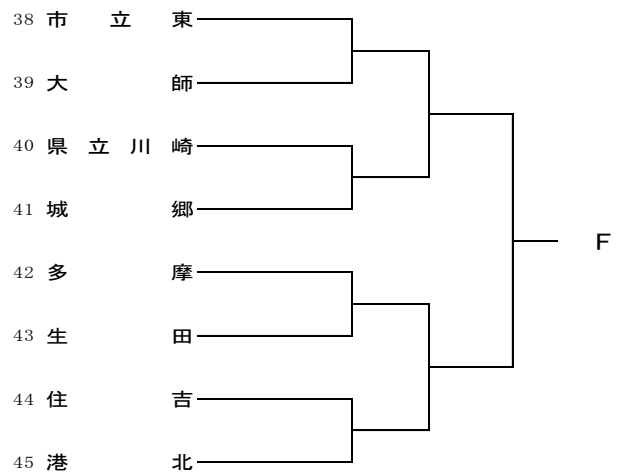 38 市立東
39 大師
40 県立川崎
41 城郷
F
42 多摩
43 生田
44 住吉
45 港北